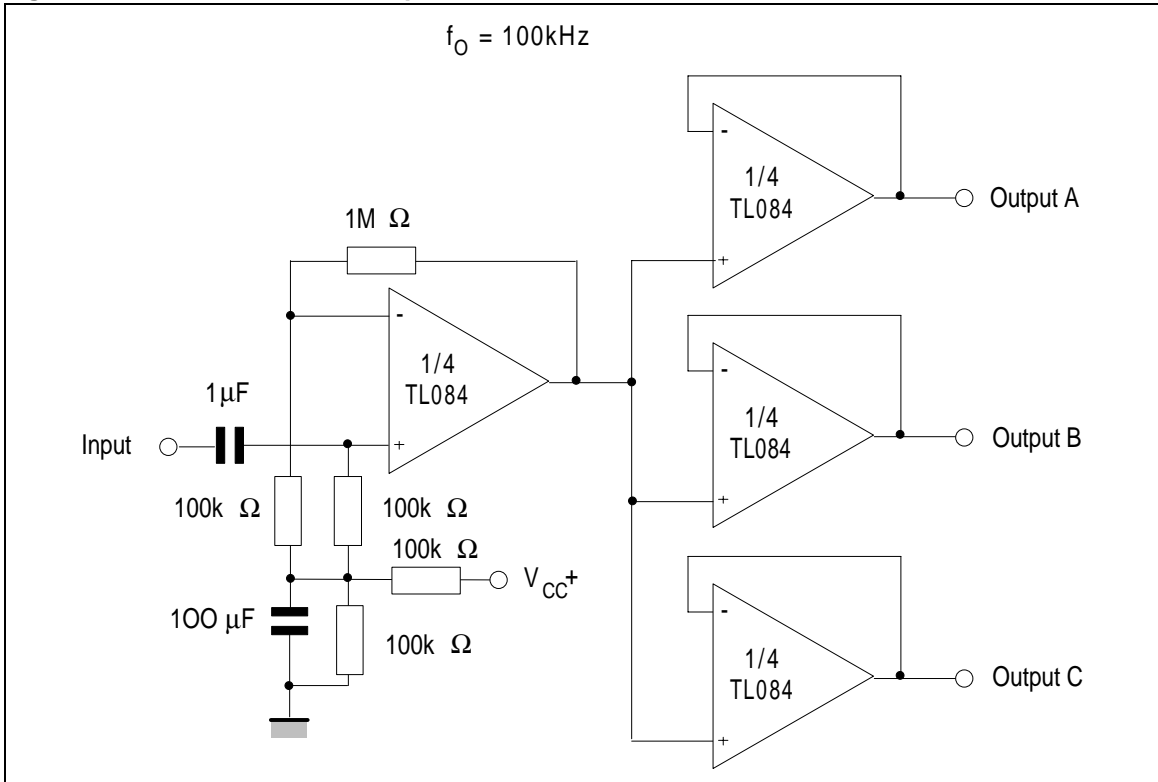 f_O = 100kHz
1/4
TL084
-
+
Output A
1M Ω
1/4
TL084
-
+
1/4
TL084
-
+
Output B
1µF
Input
100k Ω
100k Ω
100k Ω
V_CC+
100 µF
100k Ω
1/4
TL084
-
+
Output C